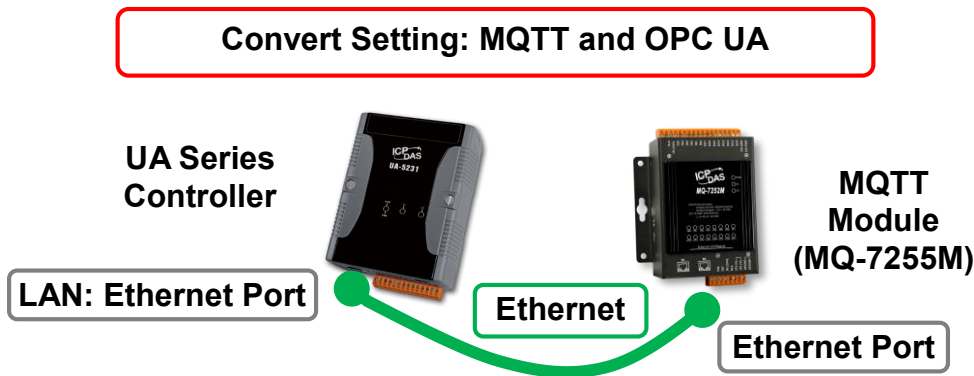 Convert Setting: MQTT and OPC UA
UA Series
Controller
ICP
DAS
UA-5231
ICP
DAS
MQ-7252M
MQTT
Module
(MQ-7255M)
LAN: Ethernet Port
Ethernet
Ethernet Port